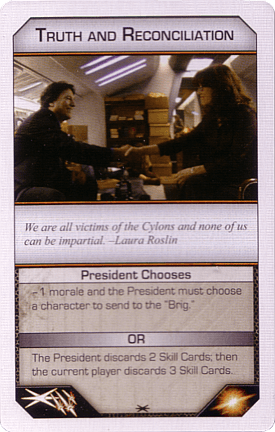 TRUTH AND RECONCILIATION
We are all victims of the Cylons and none of us
can be impartial. –Laura Roslin
President Chooses
–1 morale and the President must choose
a character to send to the "Brig."
OR
The President discards 2 Skill Cards; then
the current player discards 3 Skill Cards.